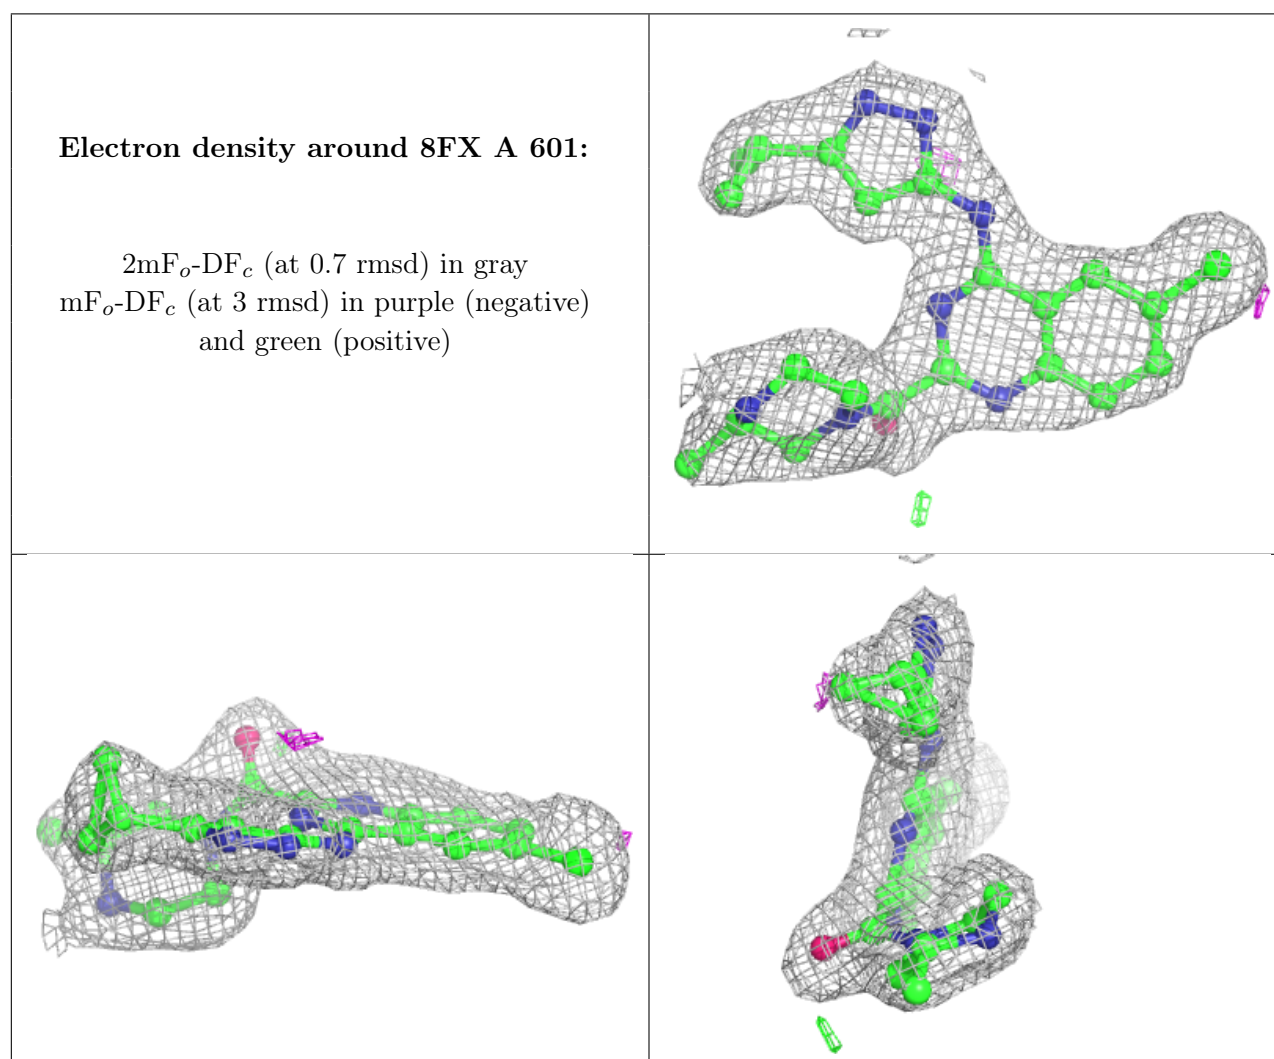 Electron density around 8FX A 601:
2mFo-DFc (at 0.7 rmsd) in gray
mFo-DFc (at 3 rmsd) in purple (negative)
and green (positive)